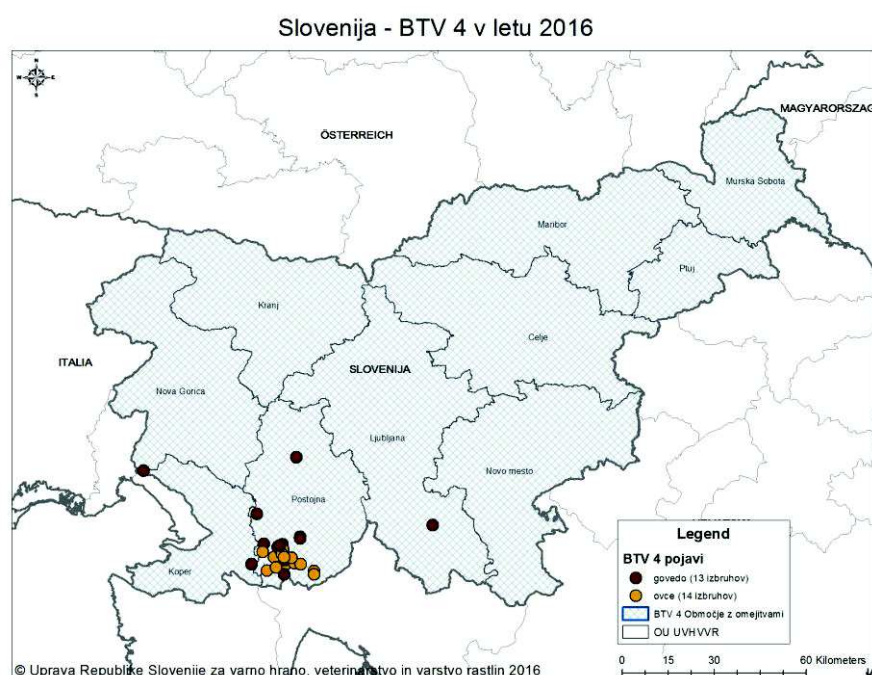 Slovenija - BTV 4 v letu 2016
N
W E
S
MAGYARORSZÁG
ÖSTERREICH
Murska Sobota
Maribor
Ptuj
Kranj
Celje
ITALIA
SLOVENIJA
Nova Gorica
Ljubljana
Novo mesto
Postojna
Koper
Legend
BTV 4 pojavi
govedo (13 izbruhov)
ovce (14 izbruhov)
BTV 4 Območje z omejitvami
OU UVHVVR
0 15 30 60 Kilometers
© Uprava Republike Slovenije za varno hrano, veterinarstvo in varstvo rastlin 2016